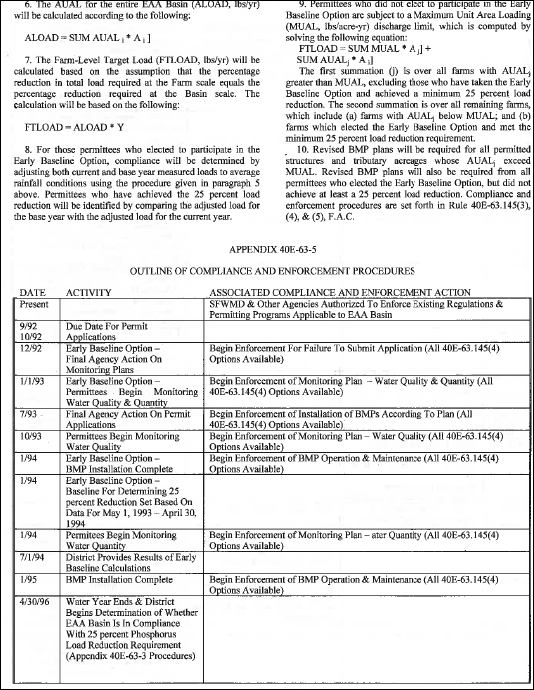 6. The AUAL for the entire EAA Basin (ALOAD, lbs/yr)
will be calculated according to the following:
ALOAD = SUM AUAL i * A i ]
7. The Farm-Level Target Load (FTLOAD, lbs/yr) will be
calculated based on the assumption that the percentage
reduction in total load required at the Farm scale equals the
percentage reduction required at the Basin scale. The
calculation will be based on the following:
FTLOAD = ALOAD * Y
8. For those permittees who elected to participate in the
Early Baseline Option, compliance will be determined by
adjusting both current and base year measured loads to average
rainfall conditions using the procedure given in paragraph 5
above. Permittees who have achieved the 25 percent load
reduction will be identified by comparing the adjusted load for
the base year with the adjusted load for the current year.
9. Permittees who did not elect to participate in the Early
Baseline Option are subject to a Maximum Unit Area Loading
(MUAL, lbs/acre-yr) discharge limit, which is computed by
solving the following equation:
FTLOAD = SUM MUAL * A j] +
SUM AUALj * A i]
The first summation (j) is over all farms with AUALj
greater than MUAL, excluding those who have taken the Early
Baseline Option and achieved a minimum 25 percent load
reduction. The second summation is over all remaining farms,
which include (a) farms with AUALj below MUAL; and (b)
farms which elected the Early Baseline Option and met the
minimum 25 percent load reduction requirement.
10. Revised BMP plans will be required for all permitted
structures and tributary acreages whose AUALj exceed
MUAL. Revised BMP plans will also be required from all
permittees who elected the Early Baseline Option, but did not
achieve at least a 25 percent load reduction. Compliance and
enforcement procedures are set forth in Rule 40E-63.145(3),
(4), & (5), F.A.C.
APPENDIX 40E-63-5
OUTLINE OF COMPLIANCE AND ENFORCEMENT PROCEDURES
DATE ACTIVITY ASSOCIATED COMPLIANCE AND ENFORCEMENT ACTION
Present SFWMD & Other Agencies Authorized To Enforce Existing Regulations &
Permitting Programs Applicable to EAA Basin
9/92 Due Date For Permit
10/92 Applications
12/92 Early Baseline Option – Begin Enforcement For Failure To Submit Application (All 40E-63.145(4)
Final Agency Action On Options Available)
Monitoring Plans
1/1/93 Early Baseline Option – Begin Enforcement of Monitoring Plan – Water Quality & Quantity (All
Permittees Begin Monitoring 40E-63.145(4) Options Available)
Water Quality & Quantity
7/93 Final Agency Action On Permit Begin Enforcement of Installation of BMPs According To Plan (All
Applications 40E-63.145(4) Options Available)
10/93 Permittees Begin Monitoring Begin Enforcement of Monitoring Plan – Water Quality (All 40E-63.145(4)
Water Quality Options Available)
1/94 Early Baseline Option – Begin Enforcement of BMP Operation & Maintenance (All 40E-63.145(4)
BMP Installation Complete Options Available)
1/94 Early Baseline Option –
Baseline For Determining 25
percent Reduction Set Based On
Data For May 1, 1993 – April 30,
1994
1/94 Permittees Begin Monitoring Begin Enforcement of Monitoring Plan – ater Quantity (All 40E-63.145(4)
Water Quantity Options Available)
7/1/94 District Provides Results of Early
Baseline Calculations
1/95 BMP Installation Complete Begin Enforcement of BMP Operation & Maintenance (All 40E-63.145(4)
Options Available)
4/30/96 Water Year Ends & District
Begins Determination of Whether
EAA Basin Is In Compliance
With 25 percent Phosphorus
Load Reduction Requirement
(Appendix 40E-63-3 Procedures)